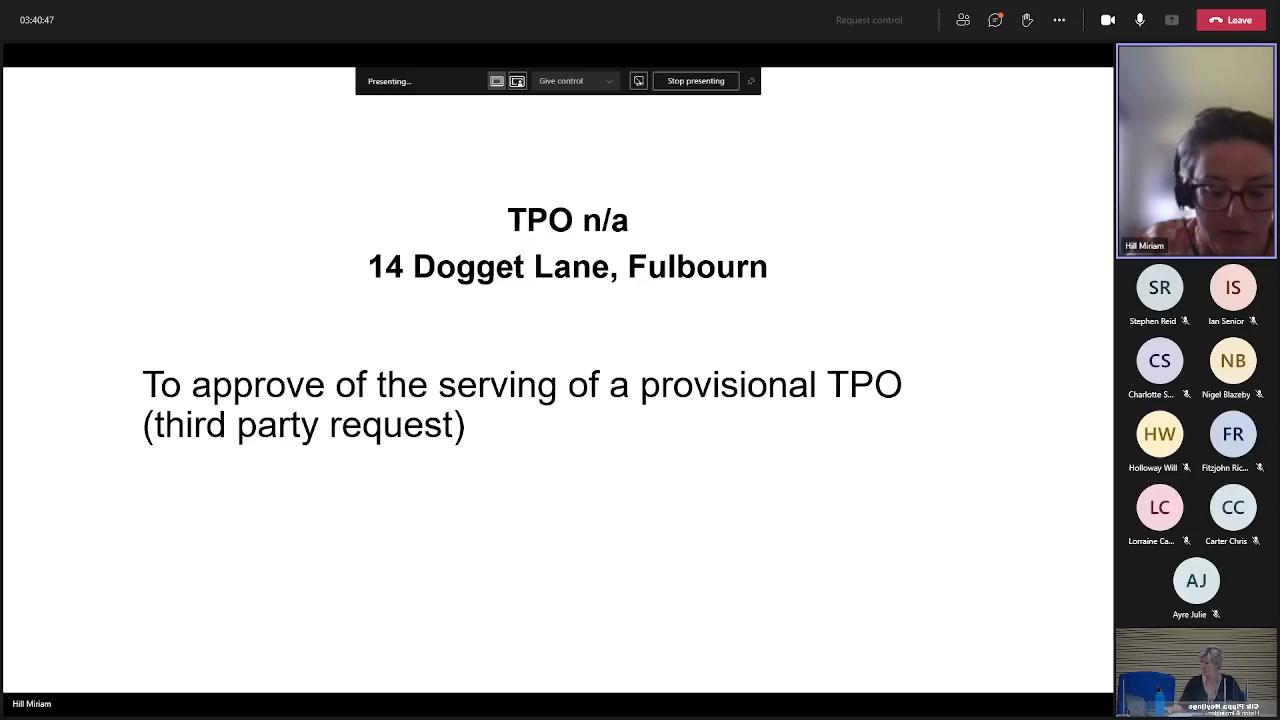 03:40:47
Request control
Leave
Presenting...
Give control
Stop presenting
TPO n/a
14 Dogget Lane, Fulbourn
To approve of the serving of a provisional TPO
(third party request)
Hill Miriam
SR
IS
Stephen Reid
Ian Senior
CS
NB
Charlotte S...
Nigel Blazeby
HW
FR
Holloway Will
Fitzjohn Ric...
LC
CC
Lorraine Ca...
Carter Chris
AJ
Ayre Julie
Hill Miriam